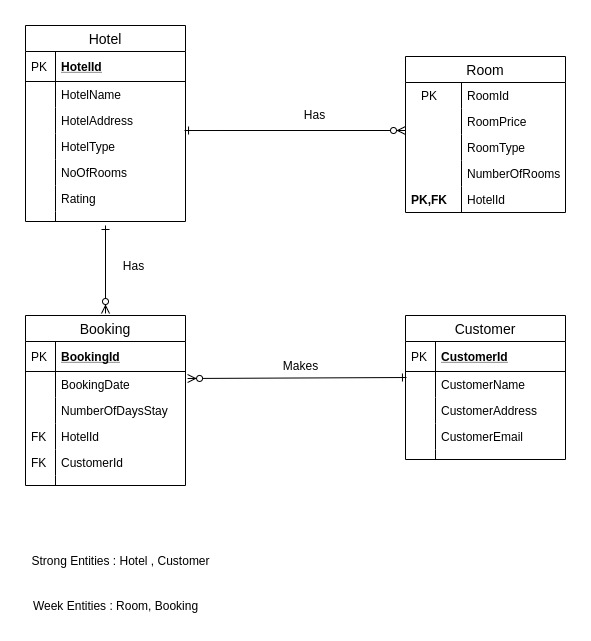 Hotel
PK HotelId
HotelName
HotelAddress
HotelType
NoOfRooms
Rating
Has
Room
PK RoomId
RoomPrice
RoomType
NumberOfRooms
PK,FK HotelId
Has
Booking
PK BookingId
BookingDate
NumberOfDaysStay
FK HotelId
FK CustomerId
Makes
Customer
PK CustomerId
CustomerName
CustomerAddress
CustomerEmail
Strong Entities : Hotel , Customer
Week Entities : Room, Booking